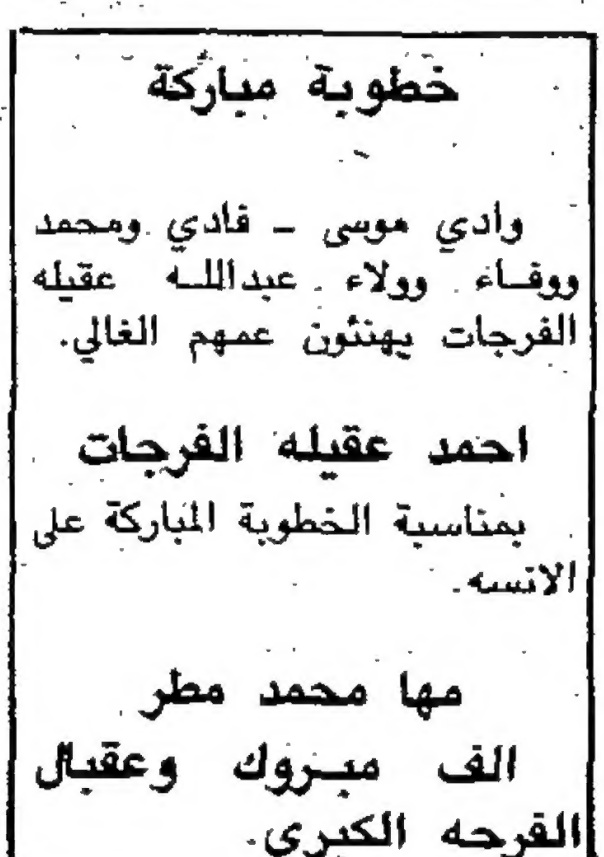 خطوبة مباركة
وادي موسى - فادي ومحمد
ووفاء وولاء عبدالله عقيله
الفرجات يهنئون عمهم الغالي.
احمد عقيله الفرجات
بمناسبة الخطوبة المباركة على
الانسه.
مها محمد مطر
الف مبروك وعقبال
الفرحه الكبرى.